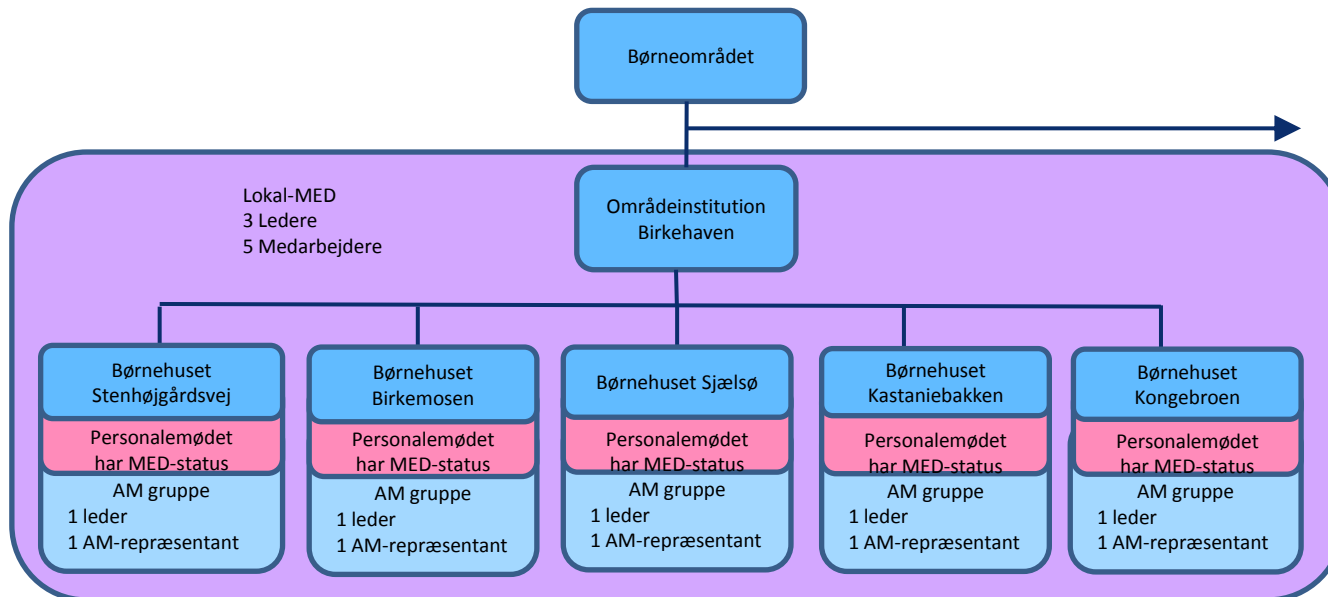 Børneområdet
Lokal-MED
3 Ledere
5 Medarbejdere
Områdeinstitution
Birkehaven
Børnehuset
Stenhøjgårdsvej
Personalemødet
har MED-status
AM gruppe
1 leder
1 AM-repræsentant
Børnehuset
Birkemosen
Personalemødet
har MED-status
AM gruppe
1 leder
1 AM-repræsentant
Børnehuset Sjælsø
Personalemødet
har MED-status
AM gruppe
1 leder
1 AM-repræsentant
Børnehuset
Kastaniebakken
Personalemødet
har MED-status
AM gruppe
1 leder
1 AM-repræsentant
Børnehuset
Kongebroen
Personalemødet
har MED-status
AM gruppe
1 leder
1 AM-repræsentant